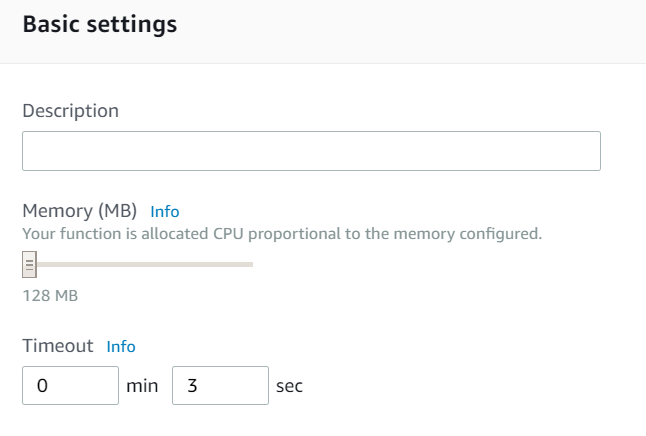 Basic settings
Description
Memory (MB) Info
Your function is allocated CPU proportional to the memory configured.
128 MB
Timeout Info
0 min 3 sec